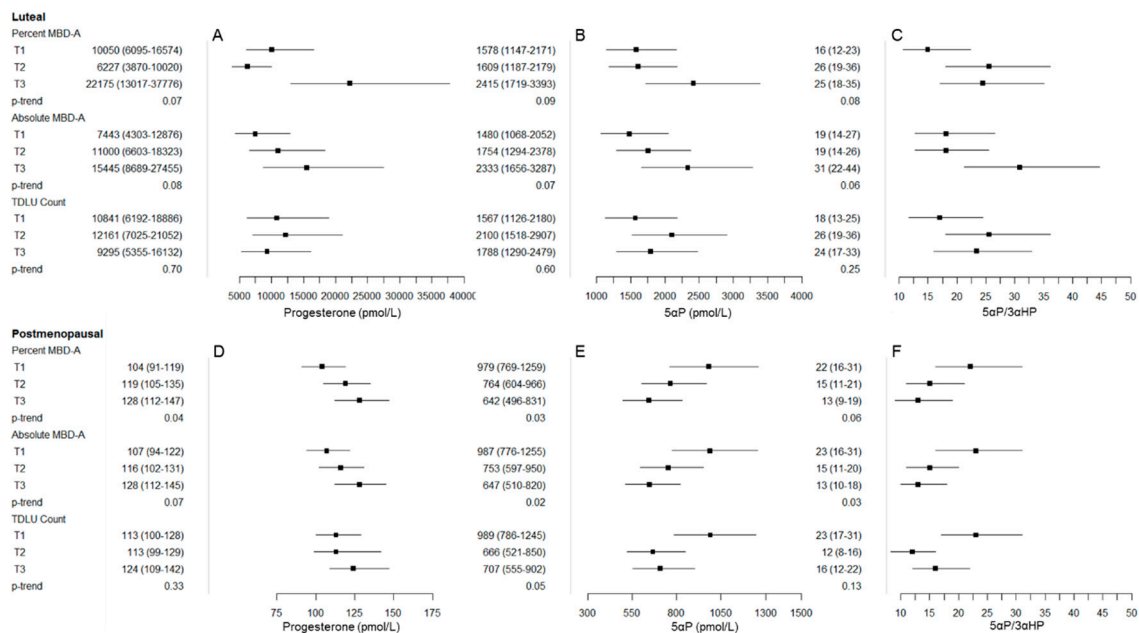 Luteal
Percent MBD-A A B C
T1 10050 (6095-16574) 1578 (1147-2171) 16 (12-23)
T2 6227 (3870-10020) 1609 (1187-2179) 26 (19-36)
T3 22175 (13017-37776) 2415 (1719-3393) 25 (18-35)
p-trend 0.07 0.09 0.08
Absolute MBD-A
T1 7443 (4303-12876) 1480 (1068-2052) 19 (14-27)
T2 11000 (6603-18323) 1754 (1294-2378) 19 (14-26)
T3 15445 (8689-27455) 2333 (1656-3287) 31 (22-44)
p-trend 0.08 0.07 0.06
TDLU Count
T1 10841 (6192-18886) 1567 (1126-2180) 18 (13-25)
T2 12161 (7025-21052) 2100 (1518-2907) 26 (19-36)
T3 9295 (5355-16132) 1788 (1290-2479) 24 (17-33)
p-trend 0.70 0.60 0.25
5000 10000 15000 20000 25000 30000 35000 40000 1000 1500 2000 2500 3000 3500 4000 10 15 20 25 30 35 40 45 50
Progesterone (pmol/L) 5αP (pmol/L) 5αP/3αHP
Postmenopausal
Percent MBD-A D E F
T1 104 (91-119) 979 (769-1259) 22 (16-31)
T2 119 (105-135) 764 (604-966) 15 (11-21)
T3 128 (112-147) 642 (496-831) 13 (9-19)
p-trend 0.04 0.03 0.06
Absolute MBD-A
T1 107 (94-122) 987 (776-1255) 23 (16-31)
T2 116 (102-131) 753 (597-950) 15 (11-20)
T3 128 (112-145) 647 (510-820) 13 (10-18)
p-trend 0.07 0.02 0.03
TDLU Count
T1 113 (100-128) 989 (786-1245) 23 (17-31)
T2 113 (99-129) 666 (521-850) 12 (8-16)
T3 124 (109-142) 707 (555-902) 16 (12-22)
p-trend 0.33 0.05 0.13
75 100 125 150 175 300 550 800 1050 1300 1500 10 15 20 25 30 35 40 45 50
Progesterone (pmol/L) 5αP (pmol/L) 5αP/3αHP